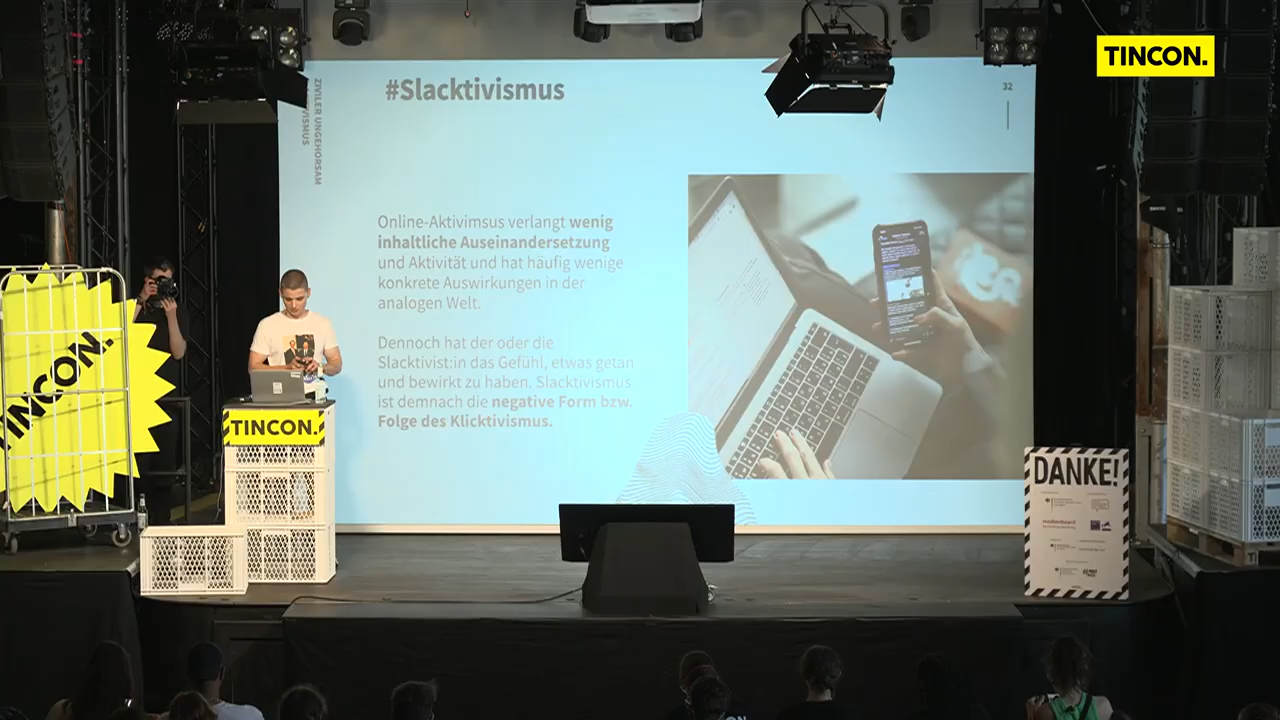 TINCON.
#Slacktivismus
32
ZIVILER UNGEHORSAM
Online-Aktivimsus verlangt wenig
inhaltliche Auseinandersetzung
und Aktivität und hat häufig wenige
konkrete Auswirkungen in der
analogen Welt.
Dennoch hat der oder die
Slacktivist:in das Gefühl, etwas getan
und bewirkt zu haben. Slacktivismus
ist demnach die negative Form bzw.
Folge des Klicktivismus.
TINCON.
TINCON.
DANKE!
medienboard